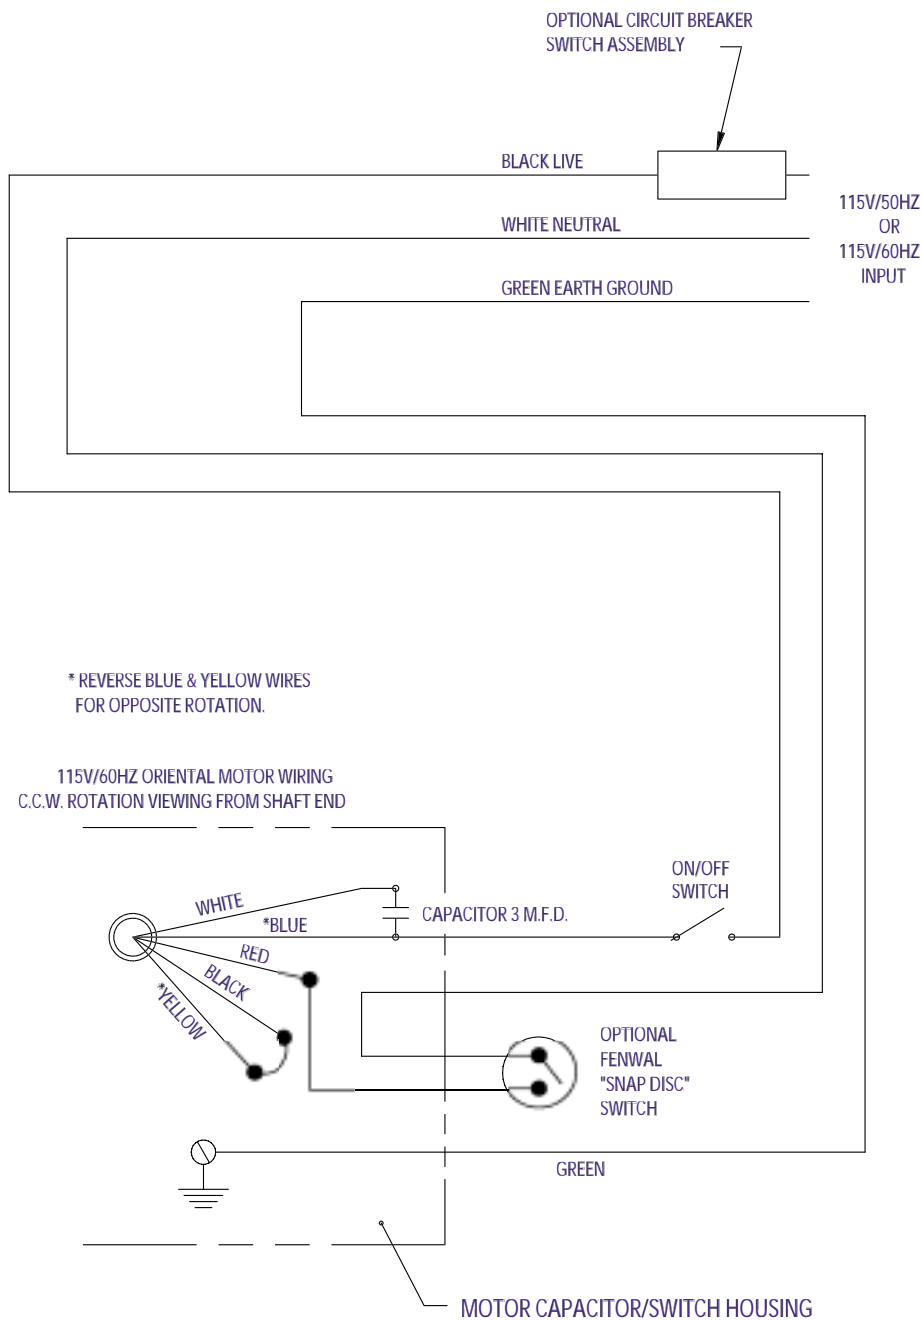 OPTIONAL CIRCUIT BREAKER
SWITCH ASSEMBLY
BLACK LIVE
WHITE NEUTRAL
GREEN EARTH GROUND
115V/50HZ
OR
115V/60HZ
INPUT
* REVERSE BLUE & YELLOW WIRES
FOR OPPOSITE ROTATION.
115V/60HZ ORIENTAL MOTOR WIRING
C.C.W. ROTATION VIEWING FROM SHAFT END
ON/OFF
SWITCH
WHITE
CAPACITOR 3 M.F.D.
*BLUE
RED
BLACK
*YELLOW
OPTIONAL
FENWAL
"SNAP DISC"
SWITCH
GREEN
MOTOR CAPACITOR/SWITCH HOUSING